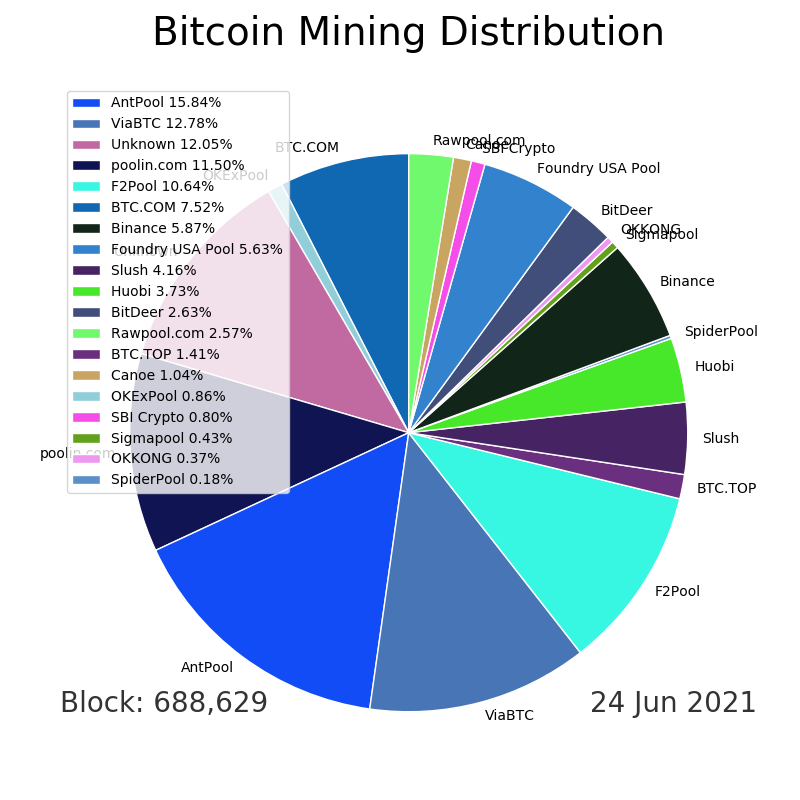 Bitcoin Mining Distribution
AntPool 15.84%
ViaBTC 12.78%
Unknown 12.05%
poolin.com 11.50%
F2Pool 10.64%
BTC.COM 7.52%
Binance 5.87%
Foundry USA Pool 5.63%
Slush 4.16%
Huobi 3.73%
BitDeer 2.63%
Rawpool.com 2.57%
BTC.TOP 1.41%
Canoe 1.04%
OKExPool 0.86%
SBI Crypto 0.80%
Sigmapool 0.43%
OKKONG 0.37%
SpiderPool 0.18%
Rawpool.com
Canoe
SBI Crypto
BTC.COM
Foundry USA Pool
OKExPool
BitDeer
OKKONG
Sigmapool
Unknown
Binance
SpiderPool
Huobi
Slush
poolin.com
BTC.TOP
F2Pool
AntPool
ViaBTC
Block: 688,629
24 Jun 2021